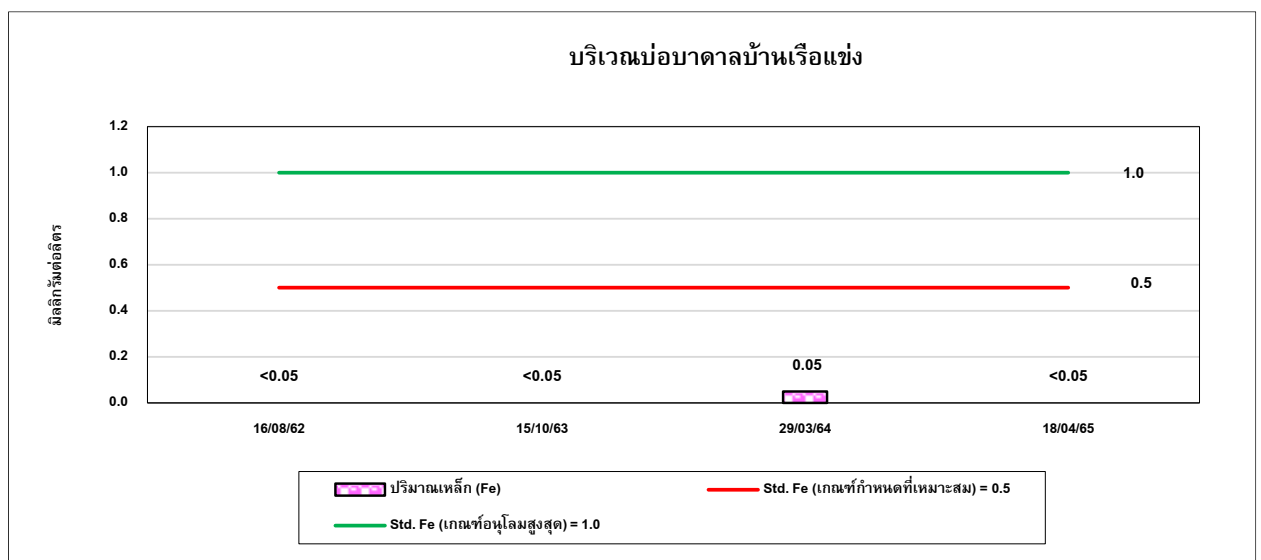 บริเวณบ่อบาดาลบ้านเรือแข่ง
มิลลิกรัมต่อลิตร
1.2
1.0
1.0
0.8
0.6
0.5
0.4
0.2
0.05
<0.05 <0.05 <0.05
0.0
16/08/62 15/10/63 29/03/64 18/04/65
ปริมาณเหล็ก (Fe) Std. Fe (เกณฑ์กำหนดที่เหมาะสม) = 0.5
Std. Fe (เกณฑ์อนุโลมสูงสุด) = 1.0